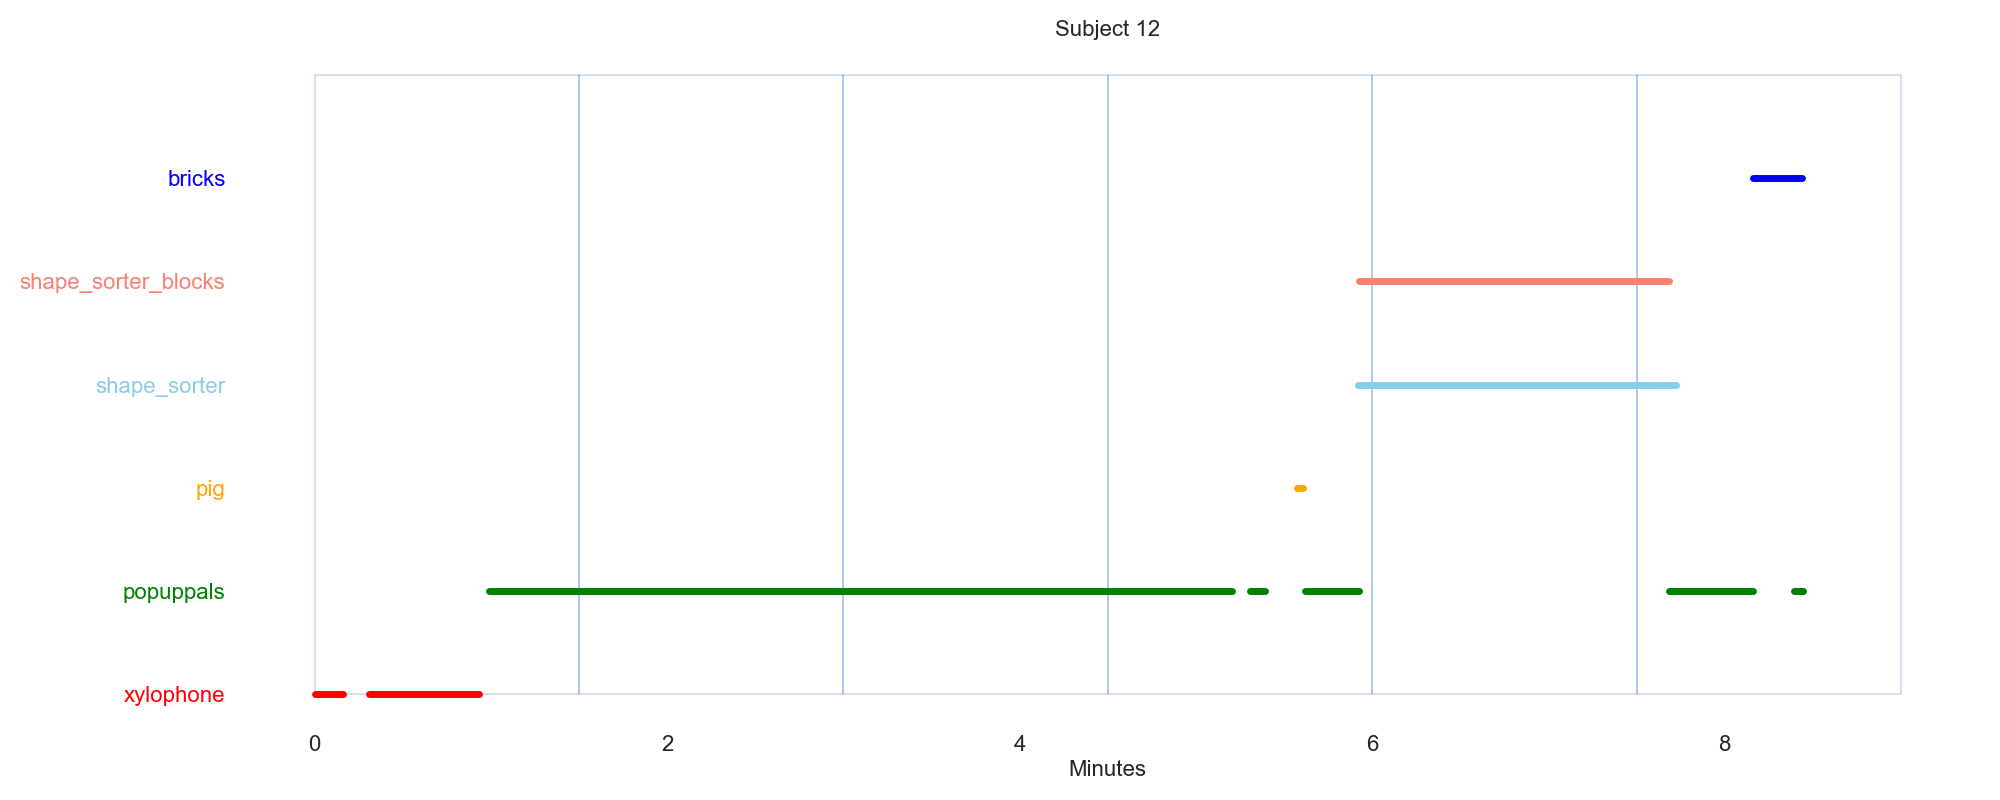 Subject 12
bricks
shape_sorter_blocks
shape_sorter
pig
popuppals
xylophone
0 2 4 6 8
Minutes